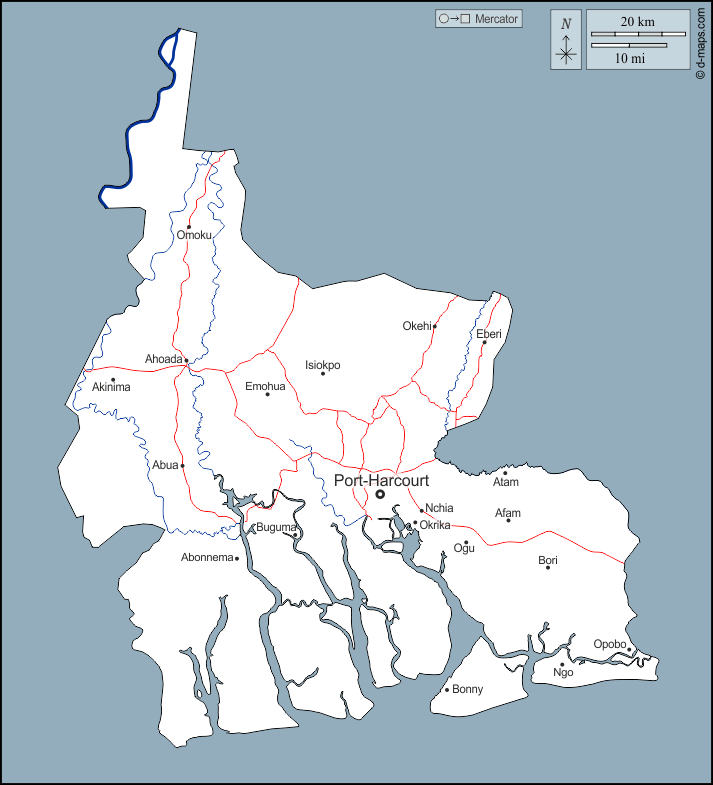 Mercator
N
20 km
10 mi
© d-maps.com
Omoku
Okehi
Eberi
Ahoada
Isiokpo
Akinima
Emohua
Abua
Port-Harcourt
Atam
Nchia
Afam
Okrika
Buguma
Ogu
Abonnema
Bori
Opobo
Ngo
Bonny